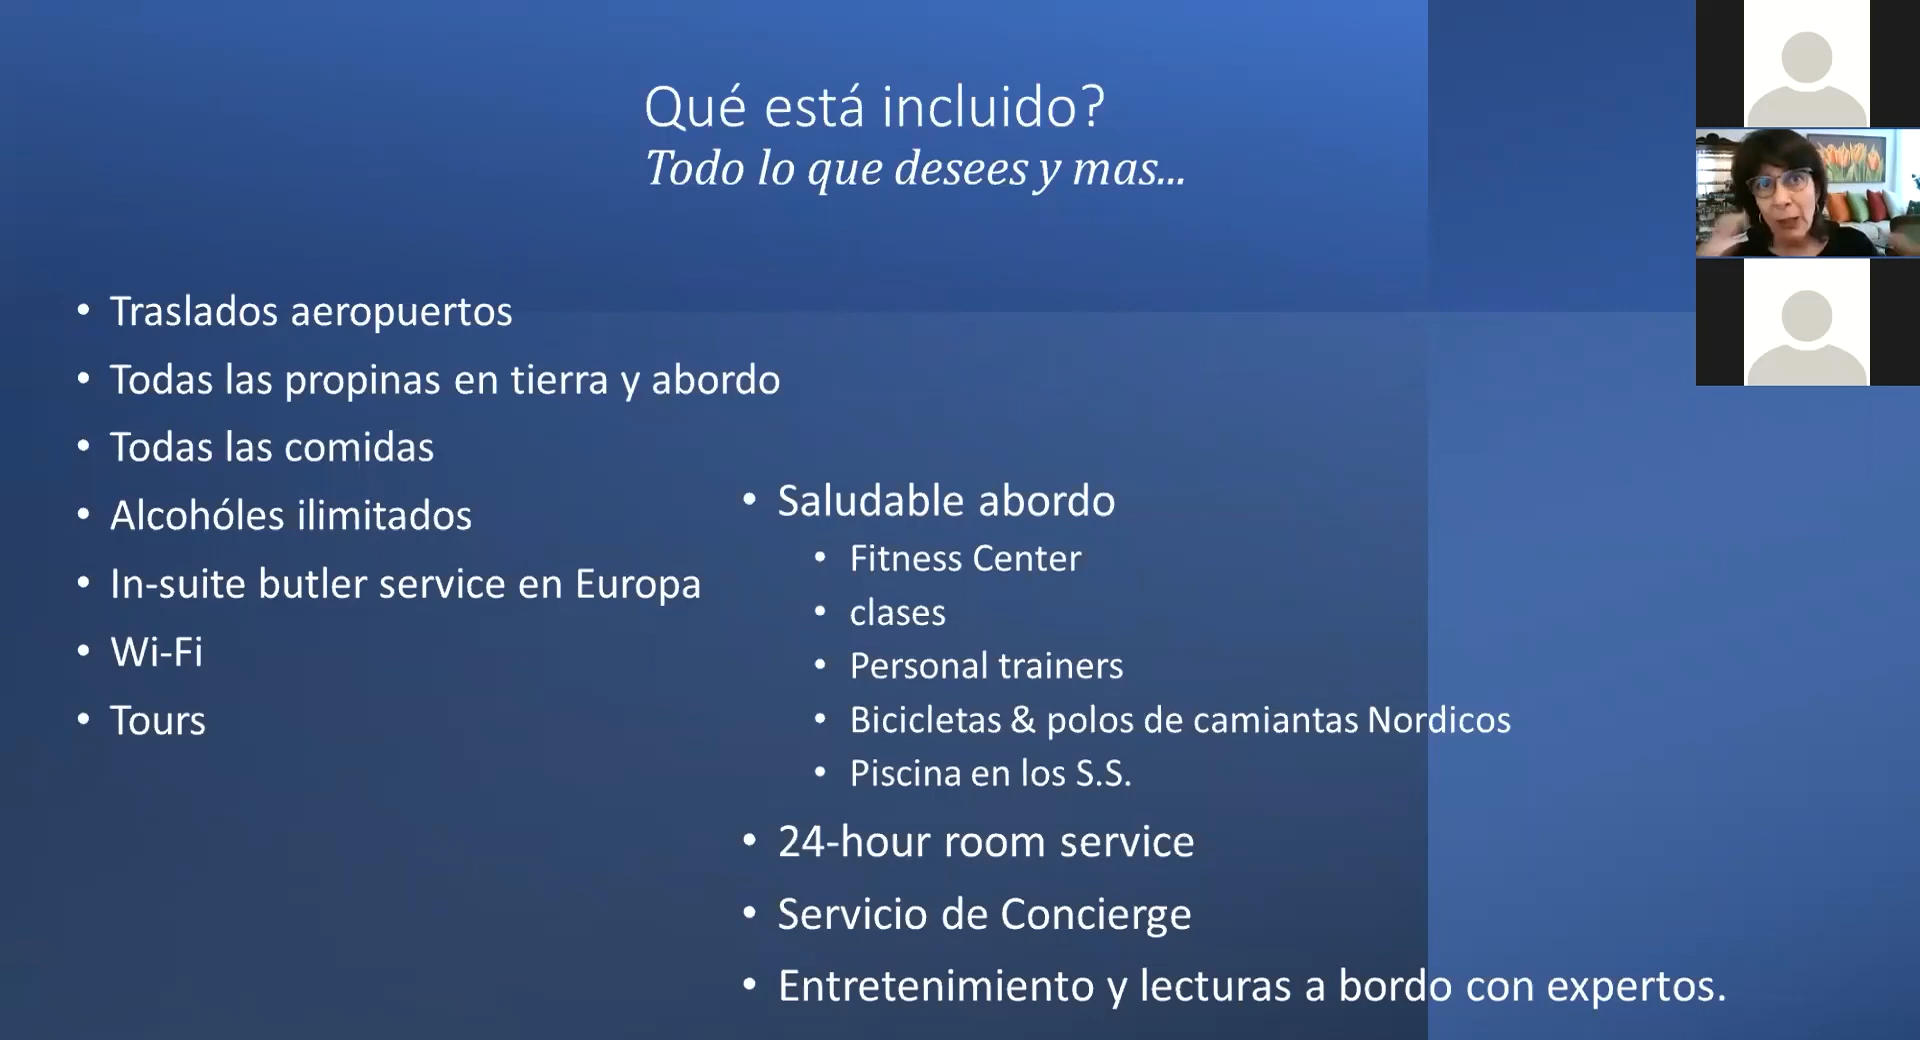 Qué está incluido?
Todo lo que desees y mas...
• Traslados aeropuertos
• Todas las propinas en tierra y abordo
• Todas las comidas
• Alcohóles ilimitados
• In-suite butler service en Europa
• Wi-Fi
• Tours
• Saludable abordo
• Fitness Center
• clases
• Personal trainers
• Bicicletas & polos de camiantas Nordicos
• Piscina en los S.S.
• 24-hour room service
• Servicio de Concierge
• Entretenimiento y lecturas a bordo con expertos.